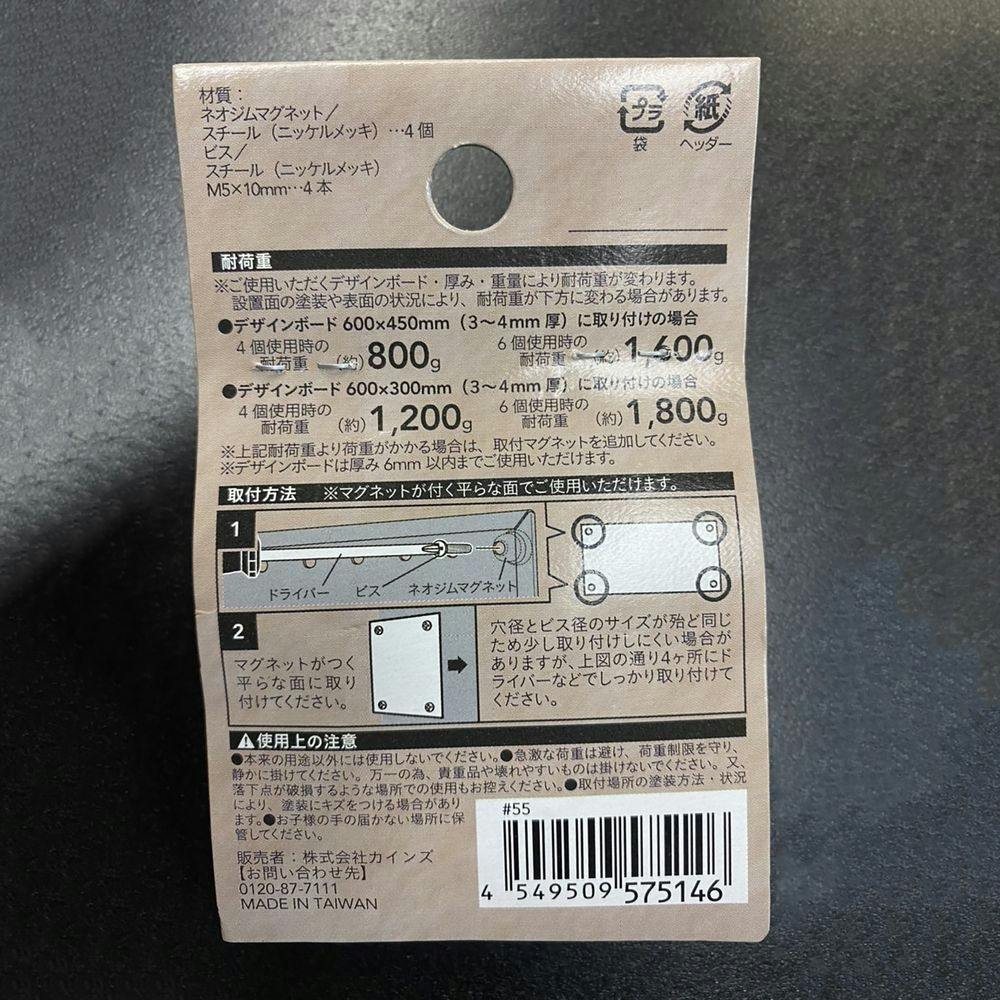 材質：
ネオジムマグネット／
スチール（ニッケルメッキ）…4個
ビス／
スチール（ニッケルメッキ）
M5×10mm…4本
プラ
袋
紙
ヘッダー
耐荷重
※ご使用いただくデザインボード・厚み・重量により耐荷重が変わります。
設置面の塗装や表面の状況により、耐荷重が下方に変わる場合があります。
●デザインボード 600×450mm（3〜4mm厚）に取り付けの場合
4個使用時の耐荷重（約）800g
6個使用時の耐荷重（約）1,600g
●デザインボード 600×300mm（3〜4mm厚）に取り付けの場合
4個使用時の耐荷重（約）1,200g
6個使用時の耐荷重（約）1,800g
※上記耐荷重より荷重がかかる場合は、取付マグネットを追加してください。
※デザインボードは厚み6mm以内までご使用いただけます。
取付方法 ※マグネットが付く平らな面でご使用いただけます。
1
ドライバー ビス ネオジムマグネット
2
マグネットがつく
平らな面に取り
付けてください。
穴径とビス径のサイズが殆ど同じ
ため少し取り付けしにくい場合が
ありますが、上図の通り4ヶ所にド
ライバーなどでしっかり取り付けて
ください。
⚠使用上の注意
●本来の用途以外には使用しないでください。●急激な荷重は避け、荷重制限を守り、
静かに掛けてください。万一の為、貴重品や壊れやすいものは掛けないでください。又、
落下点が破損するような場所での使用もお控えください。●取付場所の塗装方法・状況
により、塗装にキズをつける場合があり
ます。●お子様の手の届かない場所に保
管してください。
販売者：株式会社カインズ
【お問い合わせ先】
0120-87-7111
MADE IN TAIWAN
#55
4 549509 575146